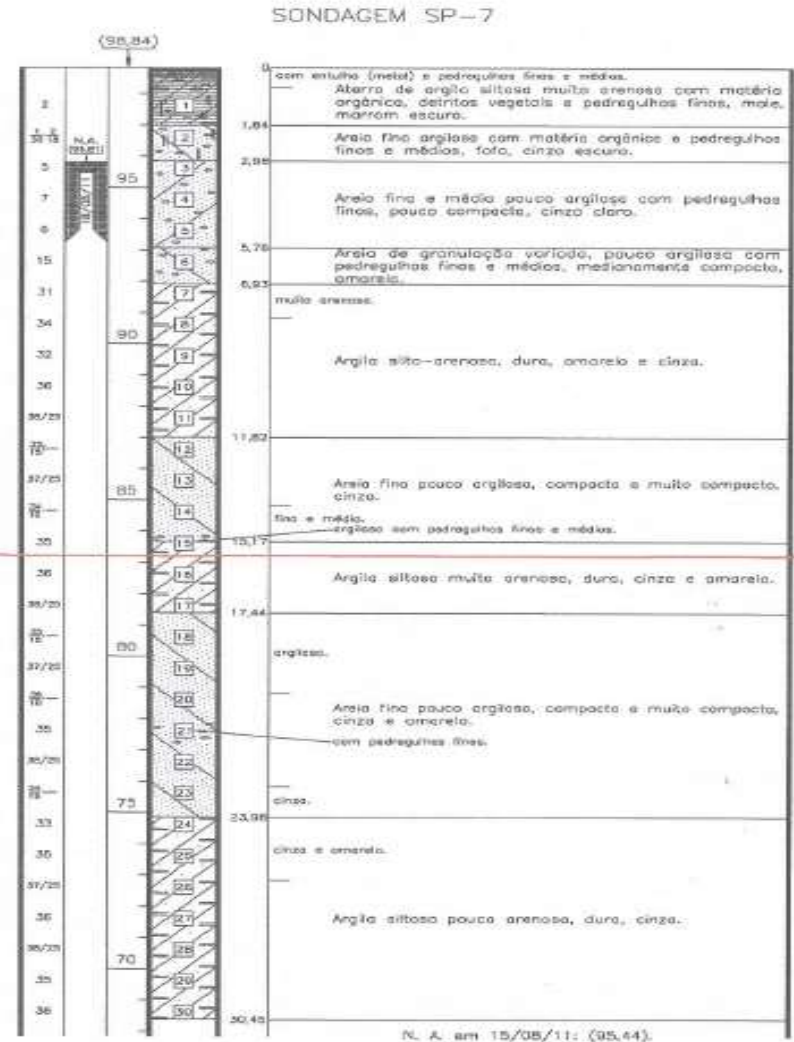 SONDAGEM SP-7
(98,84)
0
com entulho (metal) e pedregulhos finos e médios.
Aterro de argila siltosa muito arenosa com matéria
orgânica, detritos vegetais e pedregulhos finos, mole,
marrom escuro.
2
1
1,84
2
Areia fina argilosa com matéria orgânica e pedregulhos
finos e médios, fofa, cinza escuro.
N.A.
2,98
5
3
95
7
4
Areia fina e média pouco argilosa com pedregulhos
finos, pouco compacta, cinza claro.
6
5
5,76
15
6
Areia de granulação variada, pouco argilosa com
pedregulhos finos e médios, medianamente compacta,
amarela.
6,93
31
7
muito arenosa.
34
8
90
32
9
Argila silto-arenosa, dura, amarela e cinza.
36
10
11
11,82
12
13
Areia fina pouco argilosa, compacta a muito compacta,
cinza.
85
14
fina e média.
argilosa com pedregulhos finos e médios.
35
15
15,17
36
16
Argila siltosa muito arenosa, dura, cinza e amarela.
17
17,44
18
80
argilosa.
37/25
19
20
Areia fina pouco argilosa, compacta a muito compacta,
cinza e amarela.
35
21
com pedregulhos finos.
22
23
75
cinza.
23,98
33
24
35
25
cinza e amarela.
37/25
26
36
27
Argila siltosa pouco arenosa, dura, cinza.
28
70
35
29
36
30
30,45
N. A. em 15/08/11: (95,44).